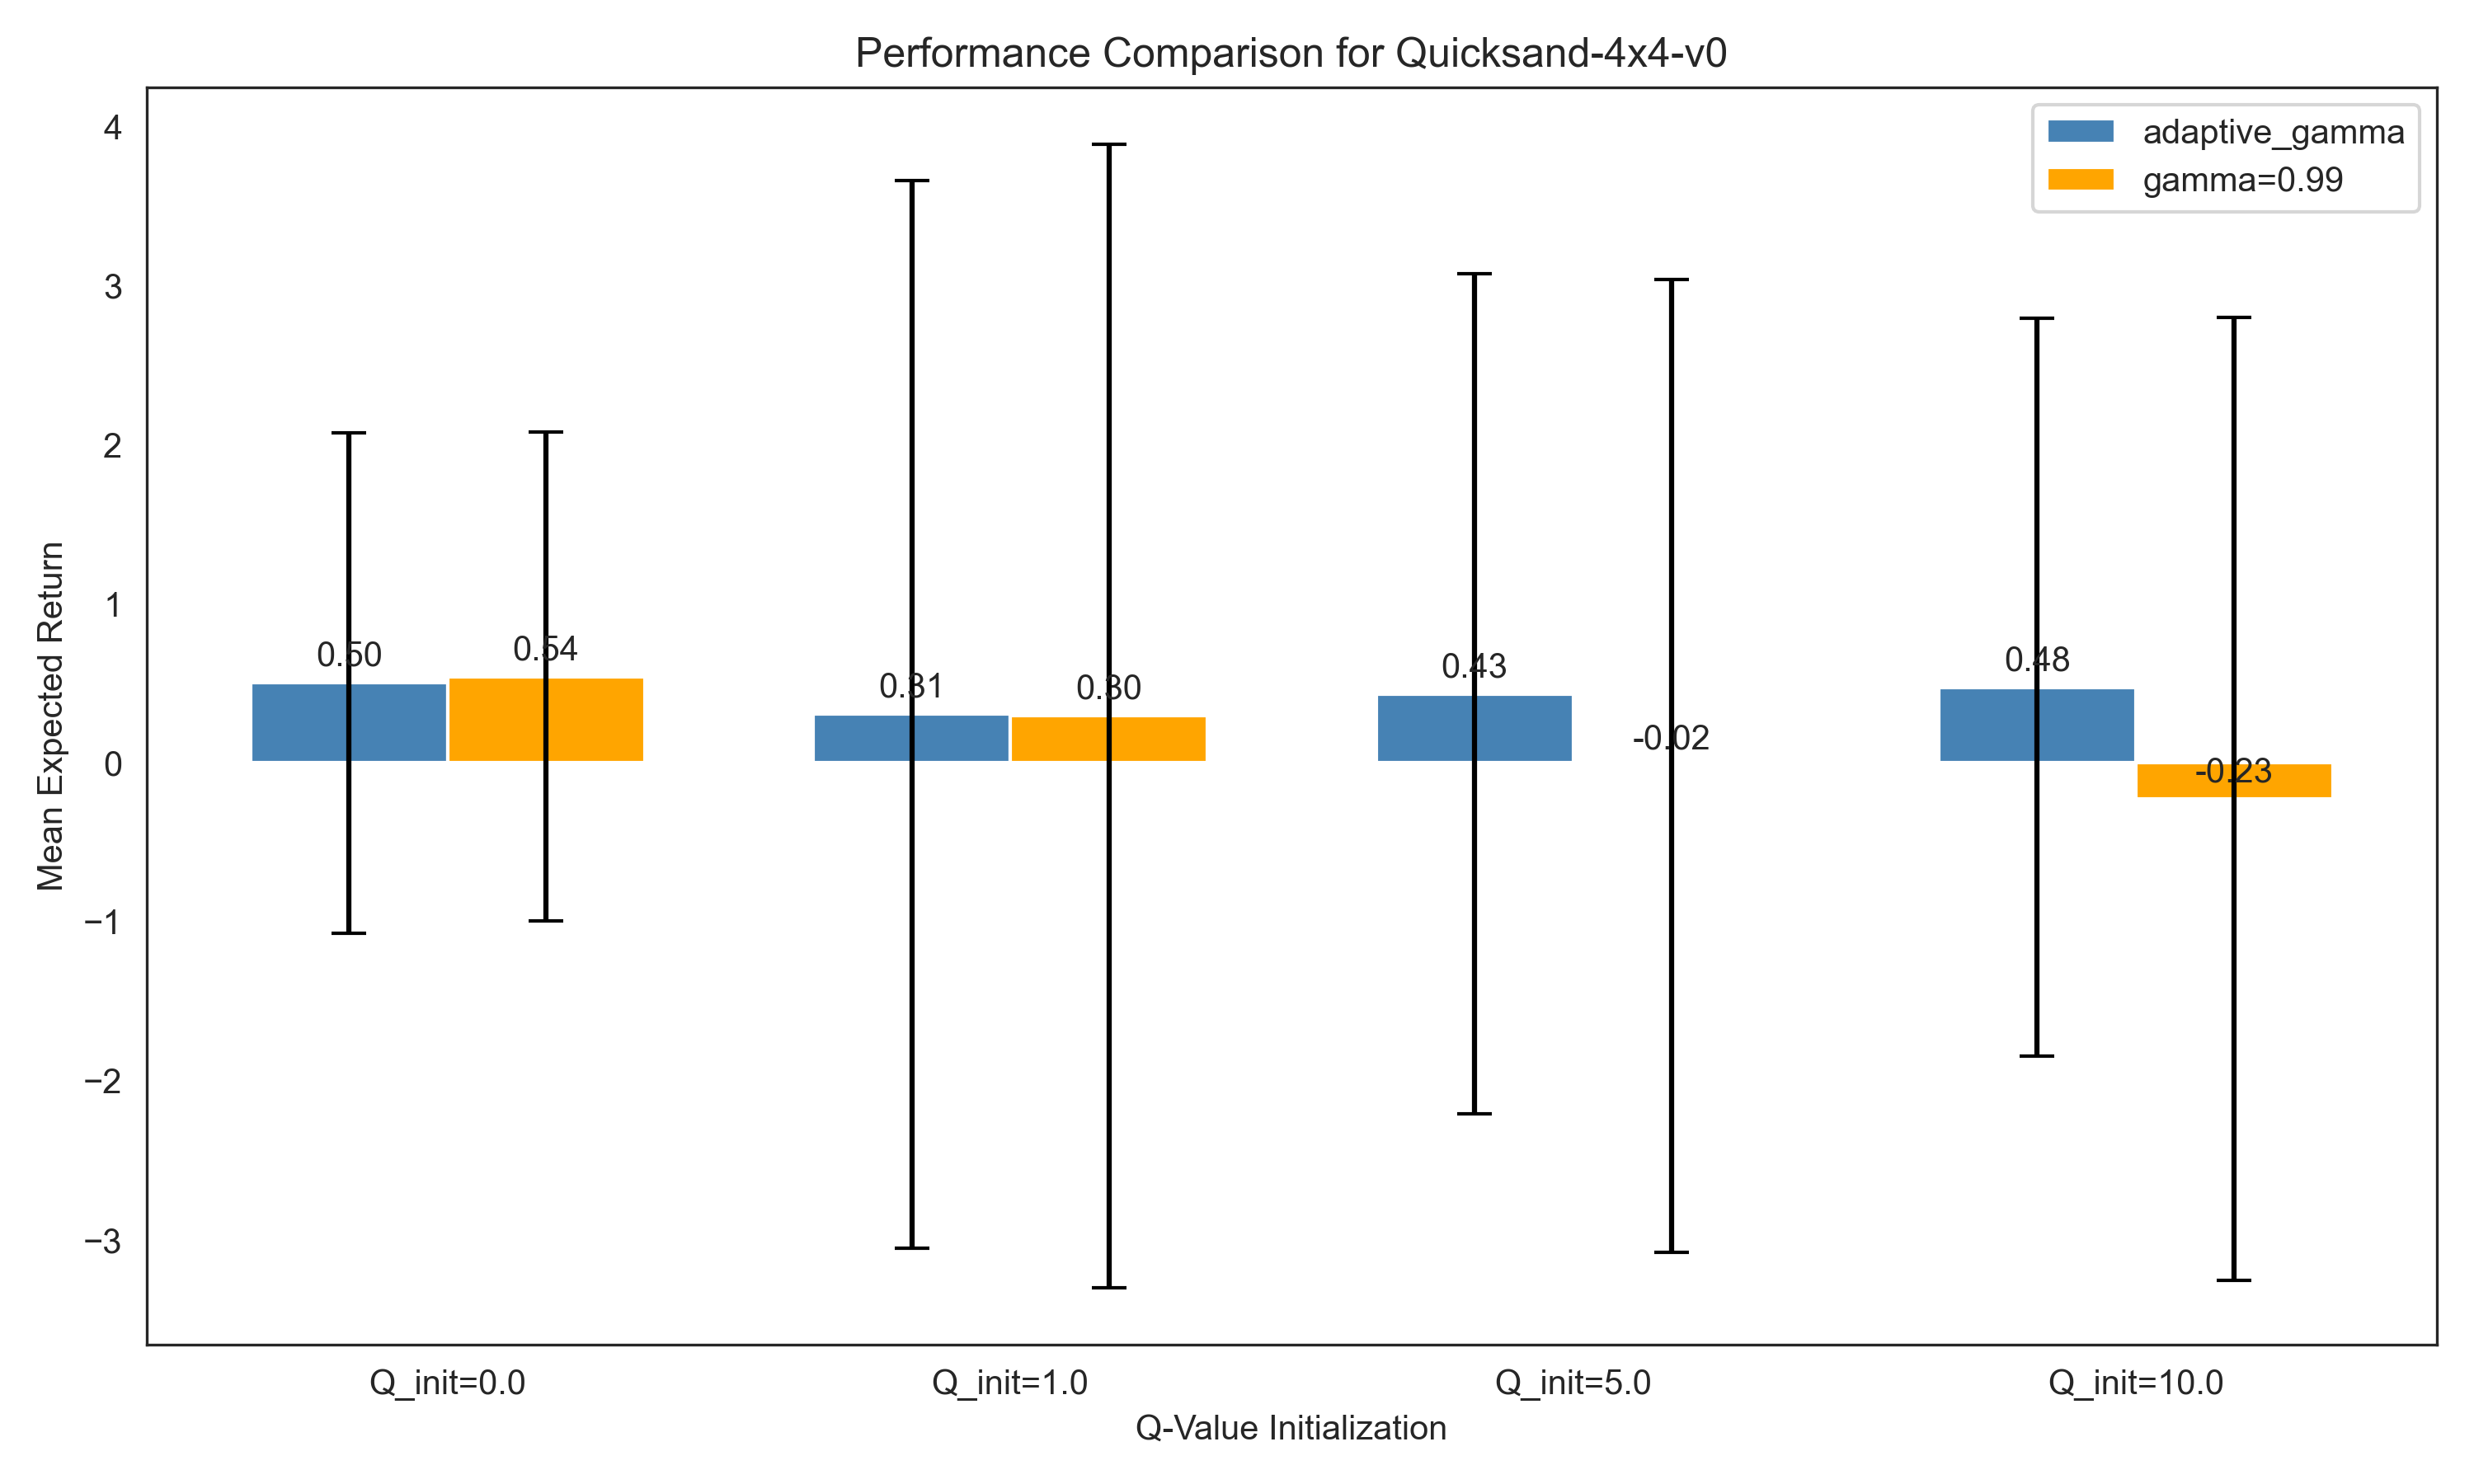 Performance Comparison for Quicksand-4x4-v0
adaptive_gamma
gamma=0.99
Mean Expected Return
4
3
2
1
0
−1
−2
−3
0.50
0.54
0.31
0.30
0.43
-0.02
0.48
-0.23
Q_init=0.0
Q_init=1.0
Q_init=5.0
Q_init=10.0
Q-Value Initialization